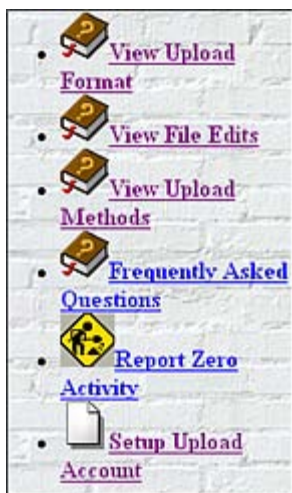 View Upload
Format
View File Edits
View Upload
Methods
Frequently Asked
Questions
Report Zero
Activity
Setup Upload
Account